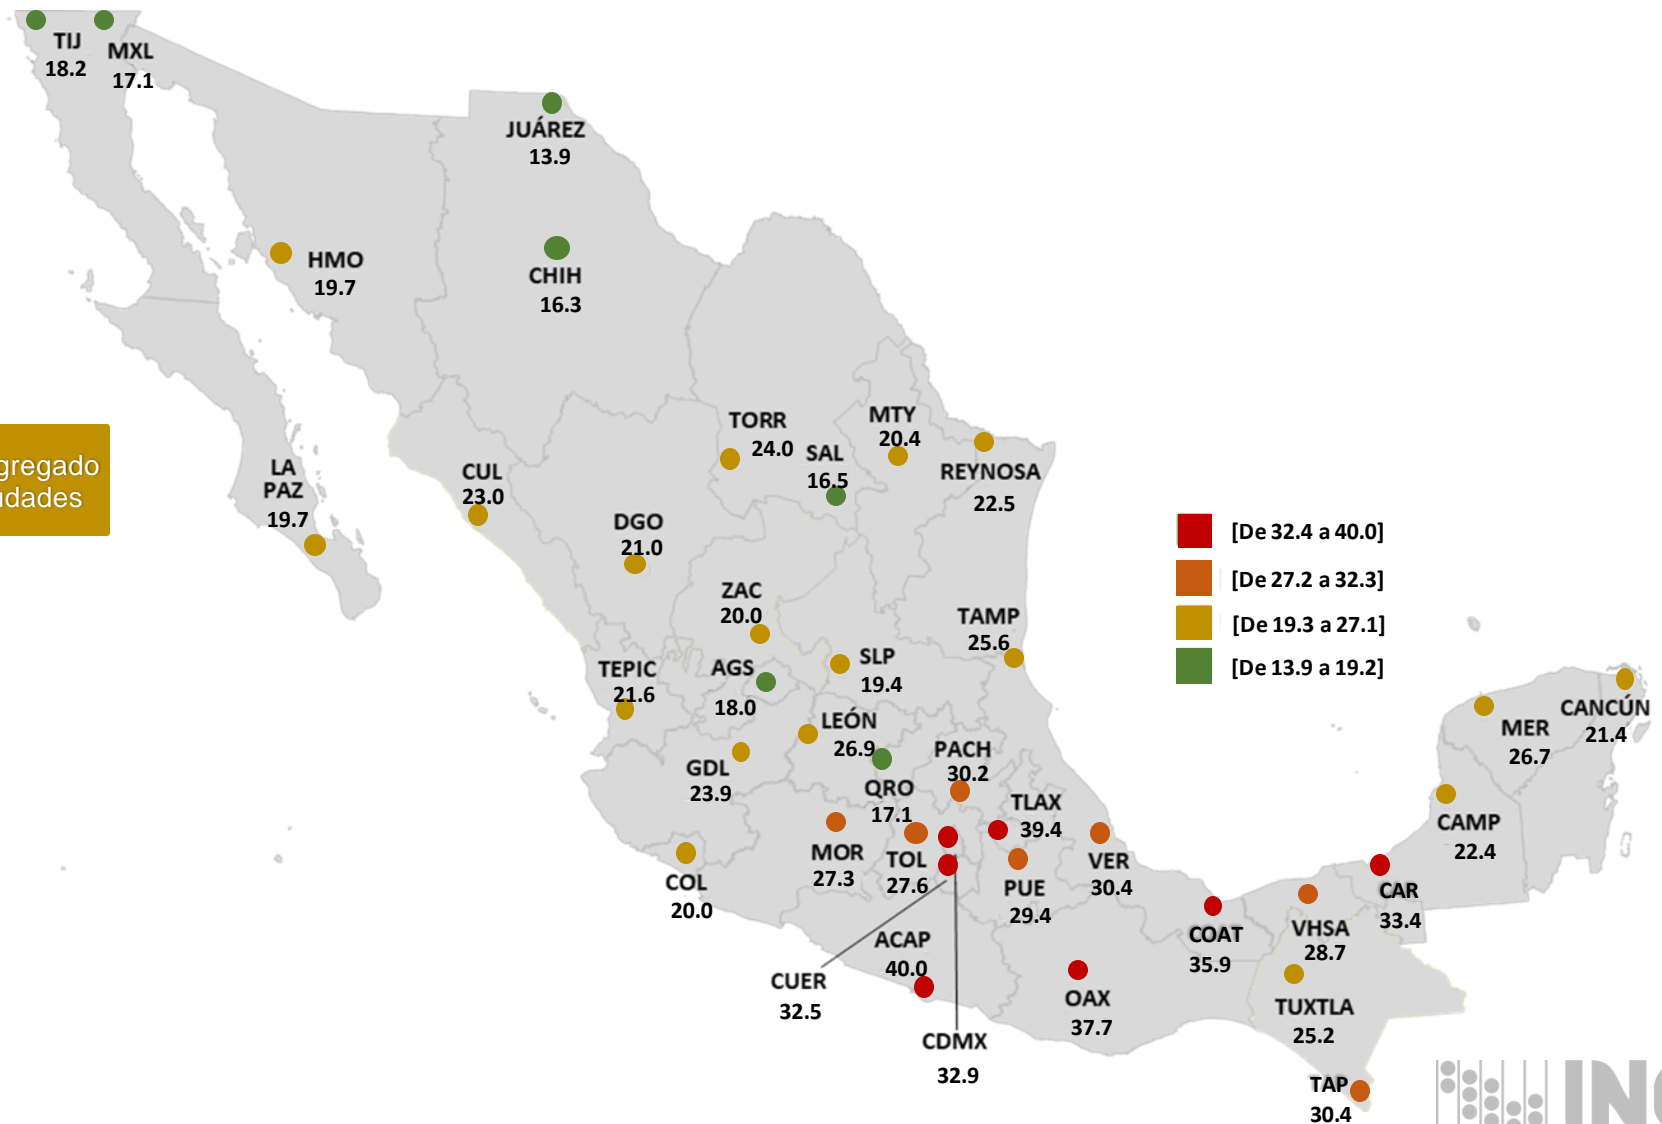 TIJ
18.2
MXL
17.1
JUÁREZ
13.9
HMO
19.7
CHIH
16.3
TORR
24.0
MTY
20.4
SAL
16.5
REYNOSA
22.5
LA
PAZ
19.7
CUL
23.0
DGO
21.0
ZAC
20.0
TAMP
25.6
TEPIC
21.6
AGS
18.0
SLP
19.4
LEÓN
26.9
GDL
23.9
QRO
17.1
PACH
30.2
TLAX
39.4
MOR
27.3
TOL
27.6
PUE
29.4
VER
30.4
COL
20.0
CUER
32.5
ACAP
40.0
CDMX
32.9
OAX
37.7
COAT
35.9
VHSA
28.7
TUXTLA
25.2
TAP
30.4
CAR
33.4
CAMP
22.4
MER
26.7
CANCÚN
21.4
[De 32.4 a 40.0]
[De 27.2 a 32.3]
[De 19.3 a 27.1]
[De 13.9 a 19.2]